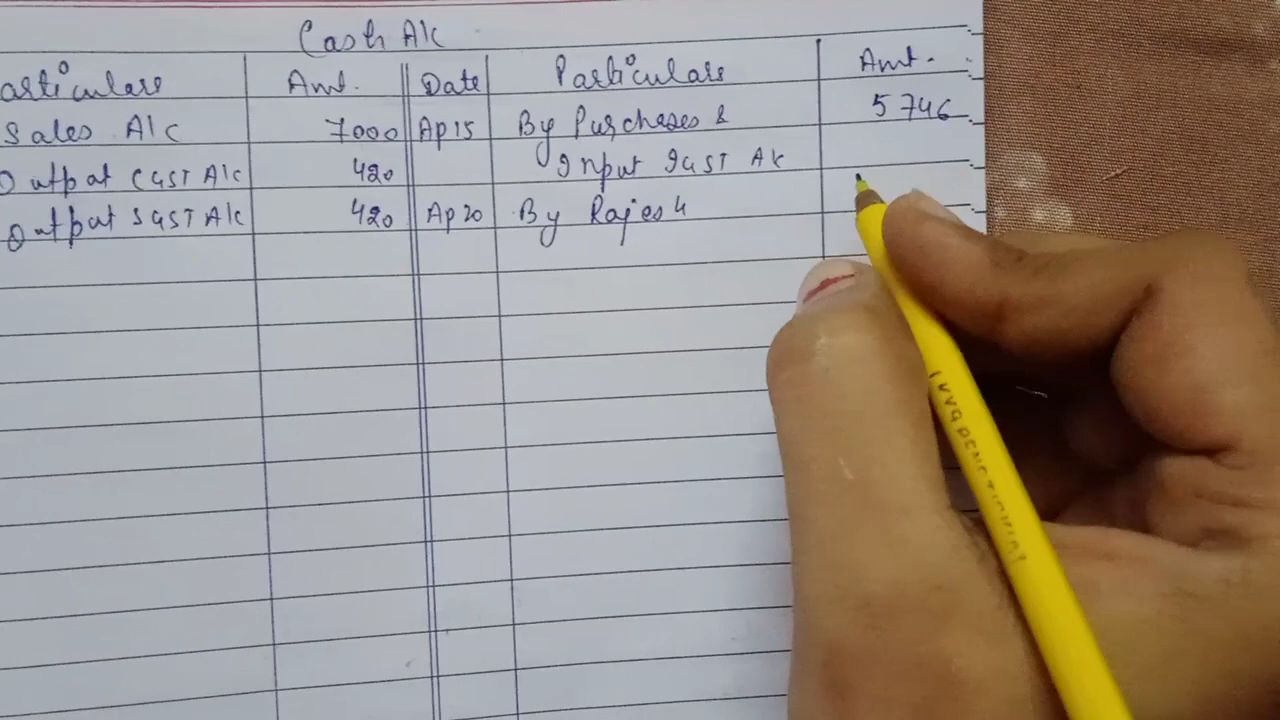 Cash A/c
articulars Amt. Date Particulars Amt.
Sales A/c 7000 Ap 15 By Purchases & 5746
Output CGST A/c 420 Input IGST A/c
Output SGST A/c 420 Ap 20 By Rajesh